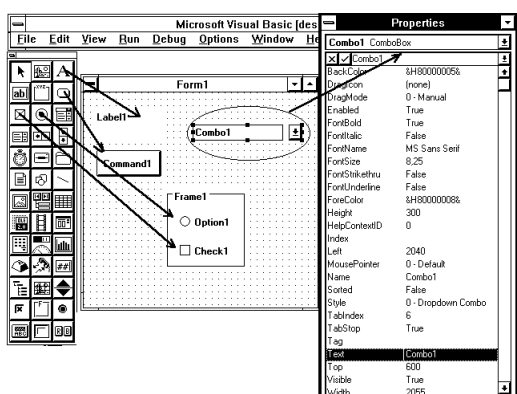 Microsoft Visual Basic [des
File Edit View Run Debug Options Window He
Form1
Label1
Combo1
Command1
Frame1
Option1
Check1
Properties
Combo1 ComboBox
Combo1
BackColor &H80000005&
DragIcon (none)
DragMode 0 - Manual
Enabled True
FontBold True
FontItalic False
FontName MS Sans Serif
FontSize 8,25
FontStrikethru False
FontUnderline False
ForeColor &H80000008&
Height 300
HelpContextID 0
Index
Left 2040
MousePointer 0 - Default
Name Combo1
Sorted False
Style 0 - Dropdown Combo
TabIndex 6
TabStop True
Tag
Text Combo1
Top 600
Visible True
Width 2055